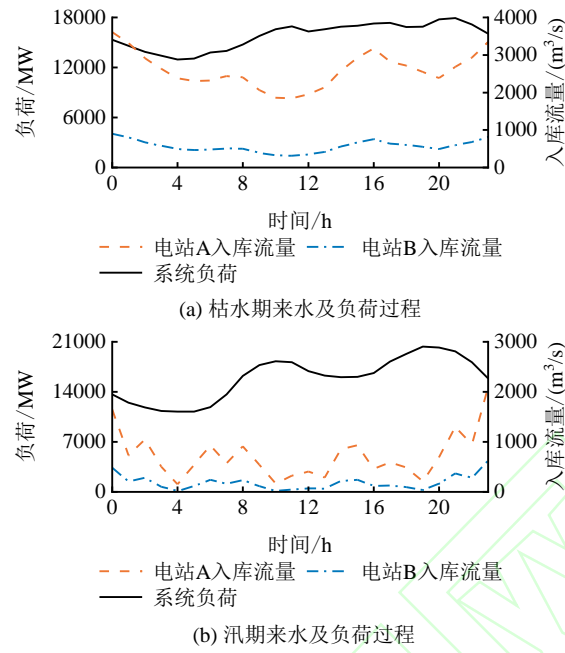 18000
12000
6000
0
负荷/MW
4000
3000
2000
1000
0
入库流量/(m³/s)
0 4 8 12 16 20
时间/h
电站A入库流量 电站B入库流量
系统负荷
(a) 枯水期来水及负荷过程
21000
14000
7000
0
负荷/MW
3000
2000
1000
0
入库流量/(m³/s)
0 4 8 12 16 20
时间/h
电站A入库流量 电站B入库流量
系统负荷
(b) 汛期来水及负荷过程